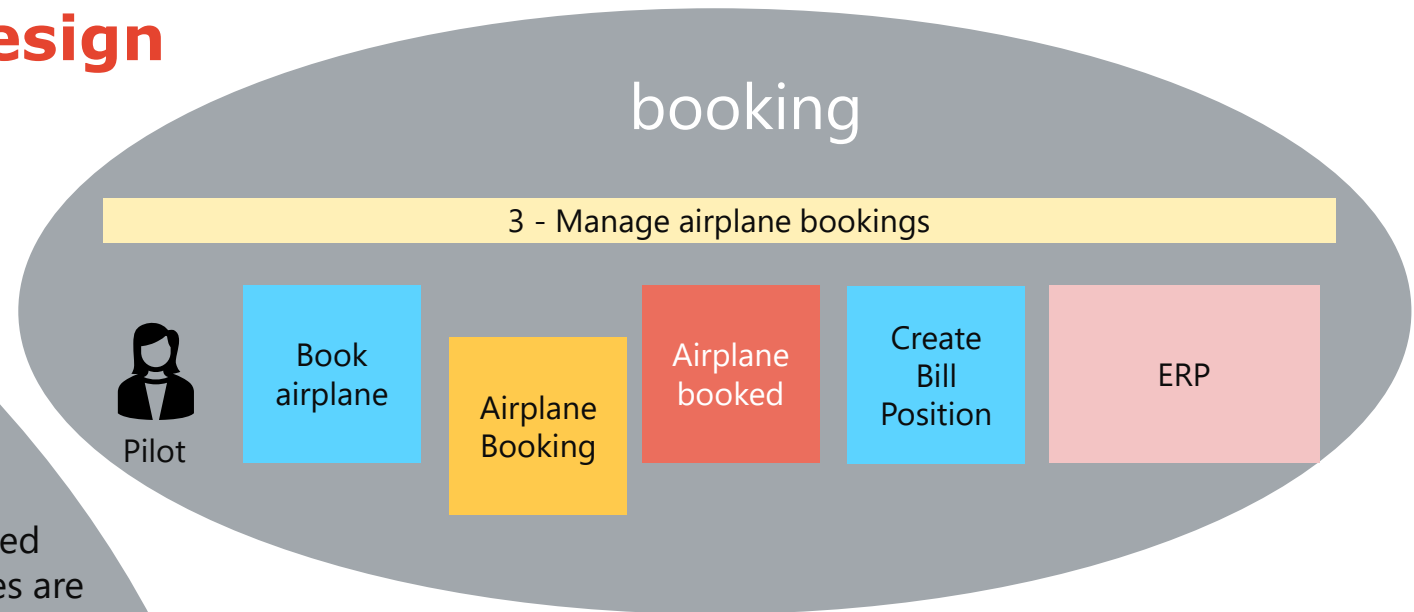 esign
booking
3 - Manage airplane bookings
Book
airplane
Airplane
Booking
Airplane
booked
Create
Bill
Position
ERP
Pilot
ed
es are